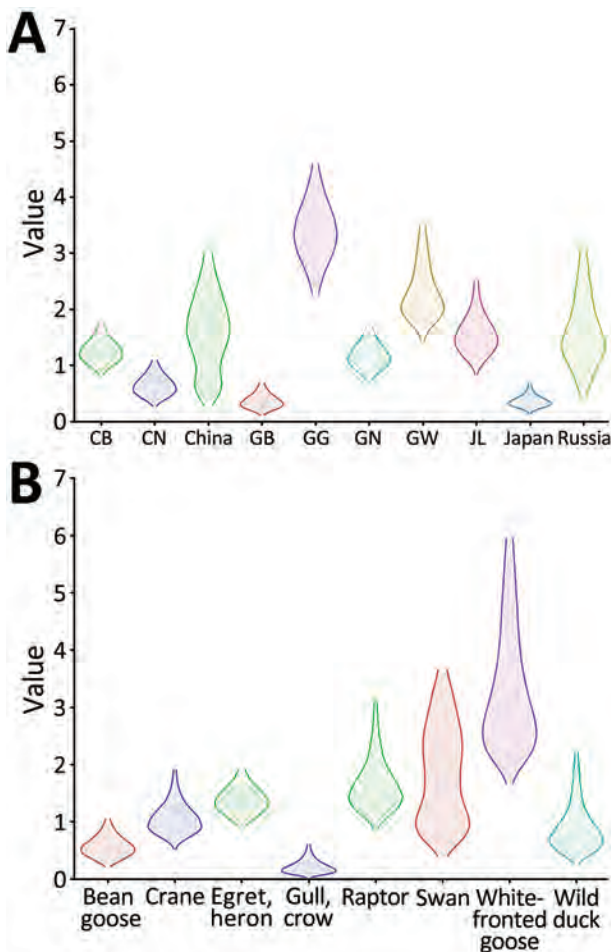 A
7
6
5
4
3
2
1
0
Value
CB CN China GB GG GN GW JL Japan Russia
B
7
6
5
4
3
2
1
0
Value
Bean Crane Egret, Gull, Raptor Swan White- Wild
goose heron crow fronted duck
goose